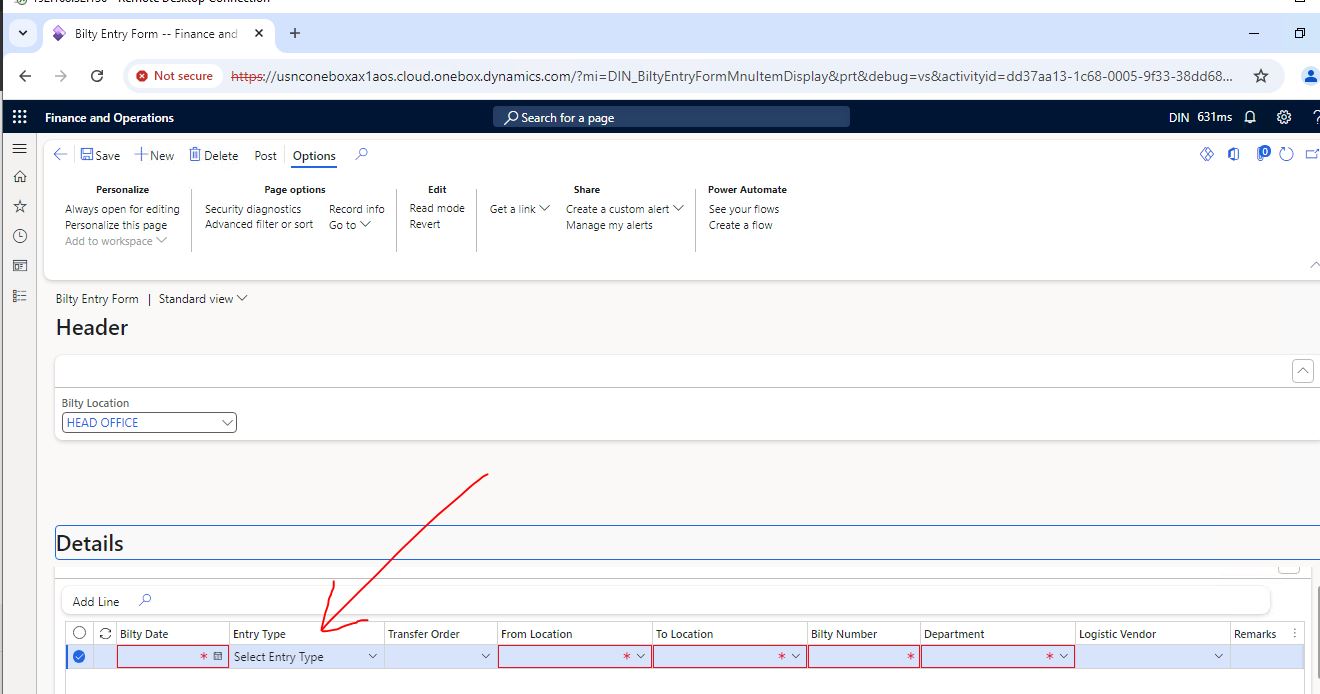 Bilty Entry Form -- Finance and
Not secure https://usnconeboxax1aos.cloud.onebox.dynamics.com/?mi=DIN_BiltyEntryFormMnuItemDisplay&prt&debug=vs&activityid=dd37aa13-1c68-0005-9f33-38dd68...
Finance and Operations Search for a page DIN 631ms
Save New Delete Post Options 0
Personalize Page options Edit Share Power Automate
Always open for editing Security diagnostics Record info Read mode Get a link Create a custom alert See your flows
Personalize this page Advanced filter or sort Go to Revert Manage my alerts Create a flow
Add to workspace
Bilty Entry Form | Standard view
Header
Bilty Location
HEAD OFFICE
Details
Add Line
Bilty Date Entry Type Transfer Order From Location To Location Bilty Number Department Logistic Vendor Remarks
* Select Entry Type * * * *